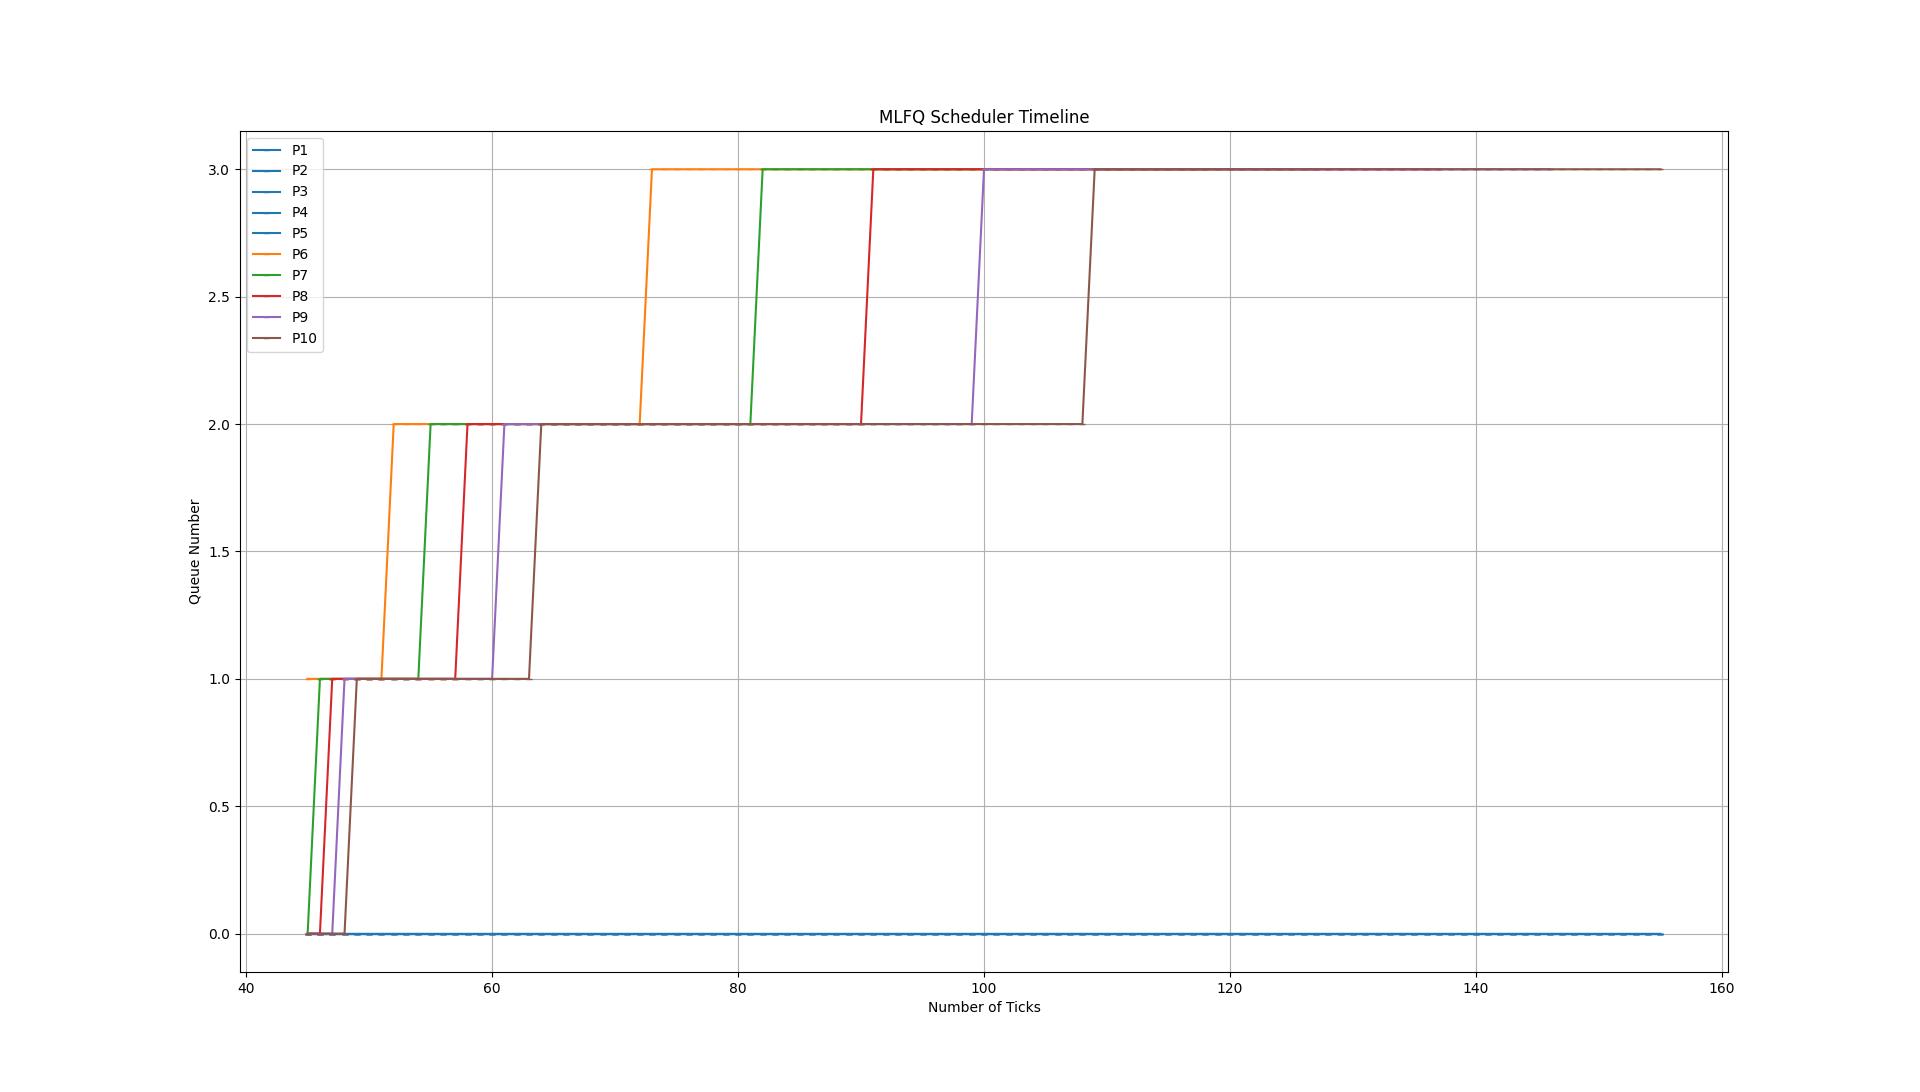 MLFQ Scheduler Timeline
P1
P2
P3
P4
P5
P6
P7
P8
P9
P10
3.0
2.5
2.0
1.5
1.0
0.5
0.0
Queue Number
40 60 80 100 120 140 160
Number of Ticks